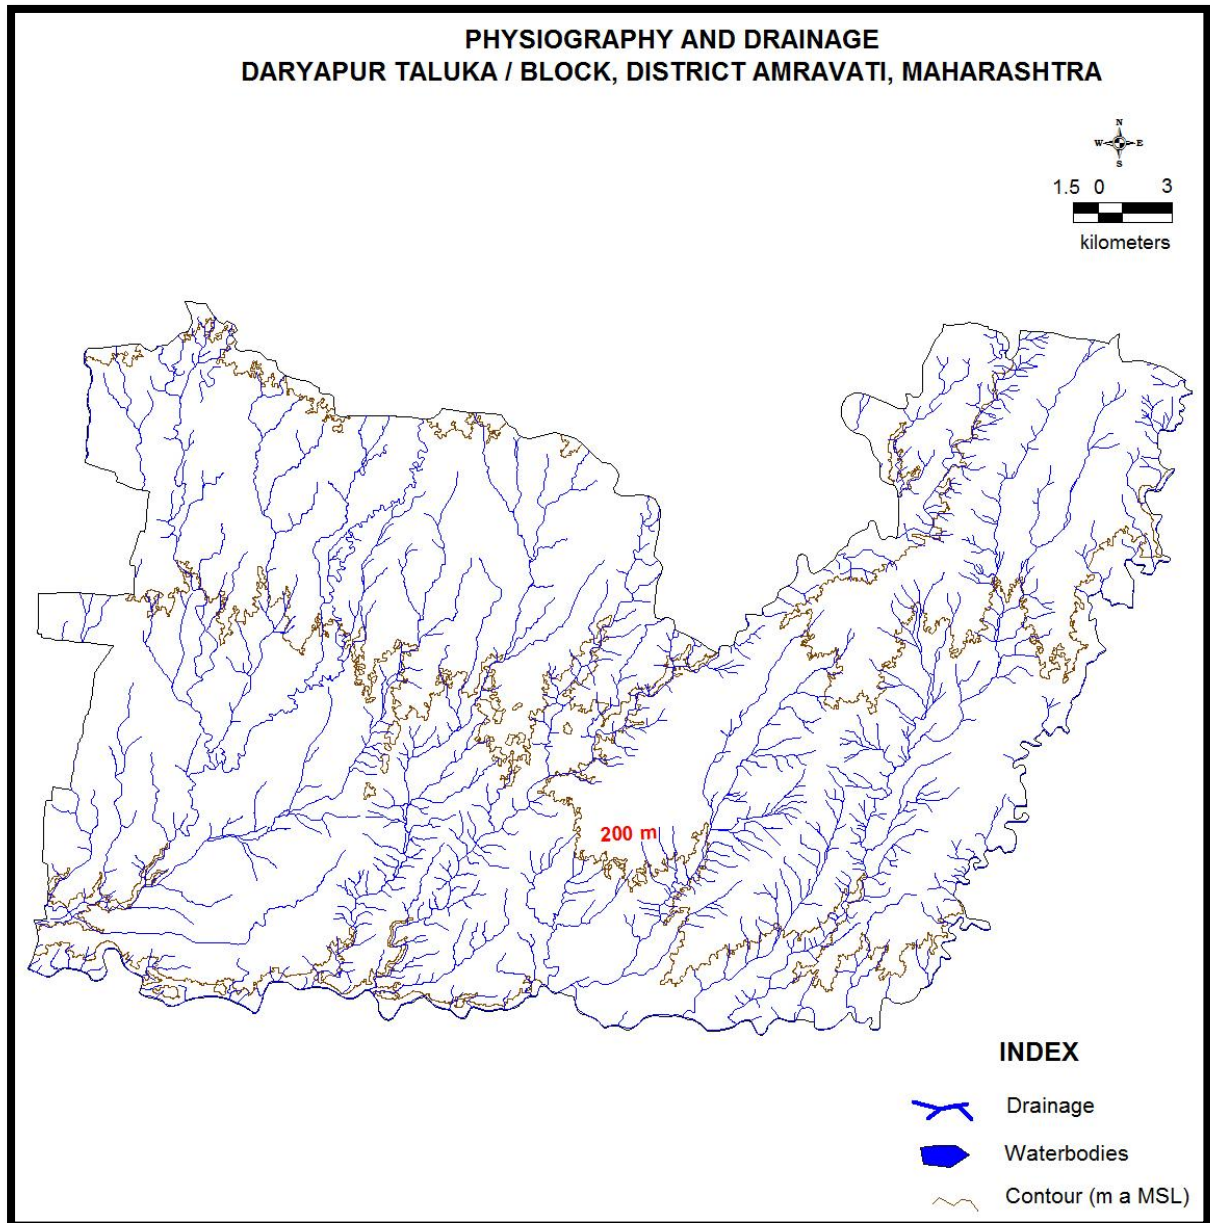 PHYSIOGRAPHY AND DRAINAGE
DARYAPUR TALUKA / BLOCK, DISTRICT AMRAVATI, MAHARASHTRA
N
W E
S
1.5 0 3
kilometers
200 m
INDEX
Drainage
Waterbodies
Contour (m a MSL)